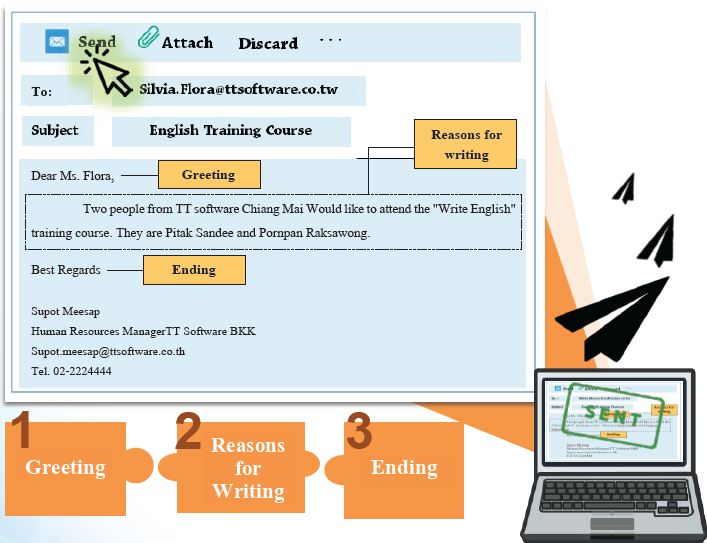 Send Attach Discard ...
To: Silvia.Flora@ttsoftware.co.tw
Subject English Training Course
Reasons for
writing
Dear Ms. Flora, Greeting
Two people from TT software Chiang Mai Would like to attend the "Write English"
training course. They are Pitak Sandee and Pornpan Raksawong.
Best Regards Ending
Supot Meesap
Human Resources ManagerTT Software BKK
Supot.meesap@ttsoftware.co.th
Tel. 02-2224444
SENT
1
Greeting
2
Reasons
for
Writing
3
Ending